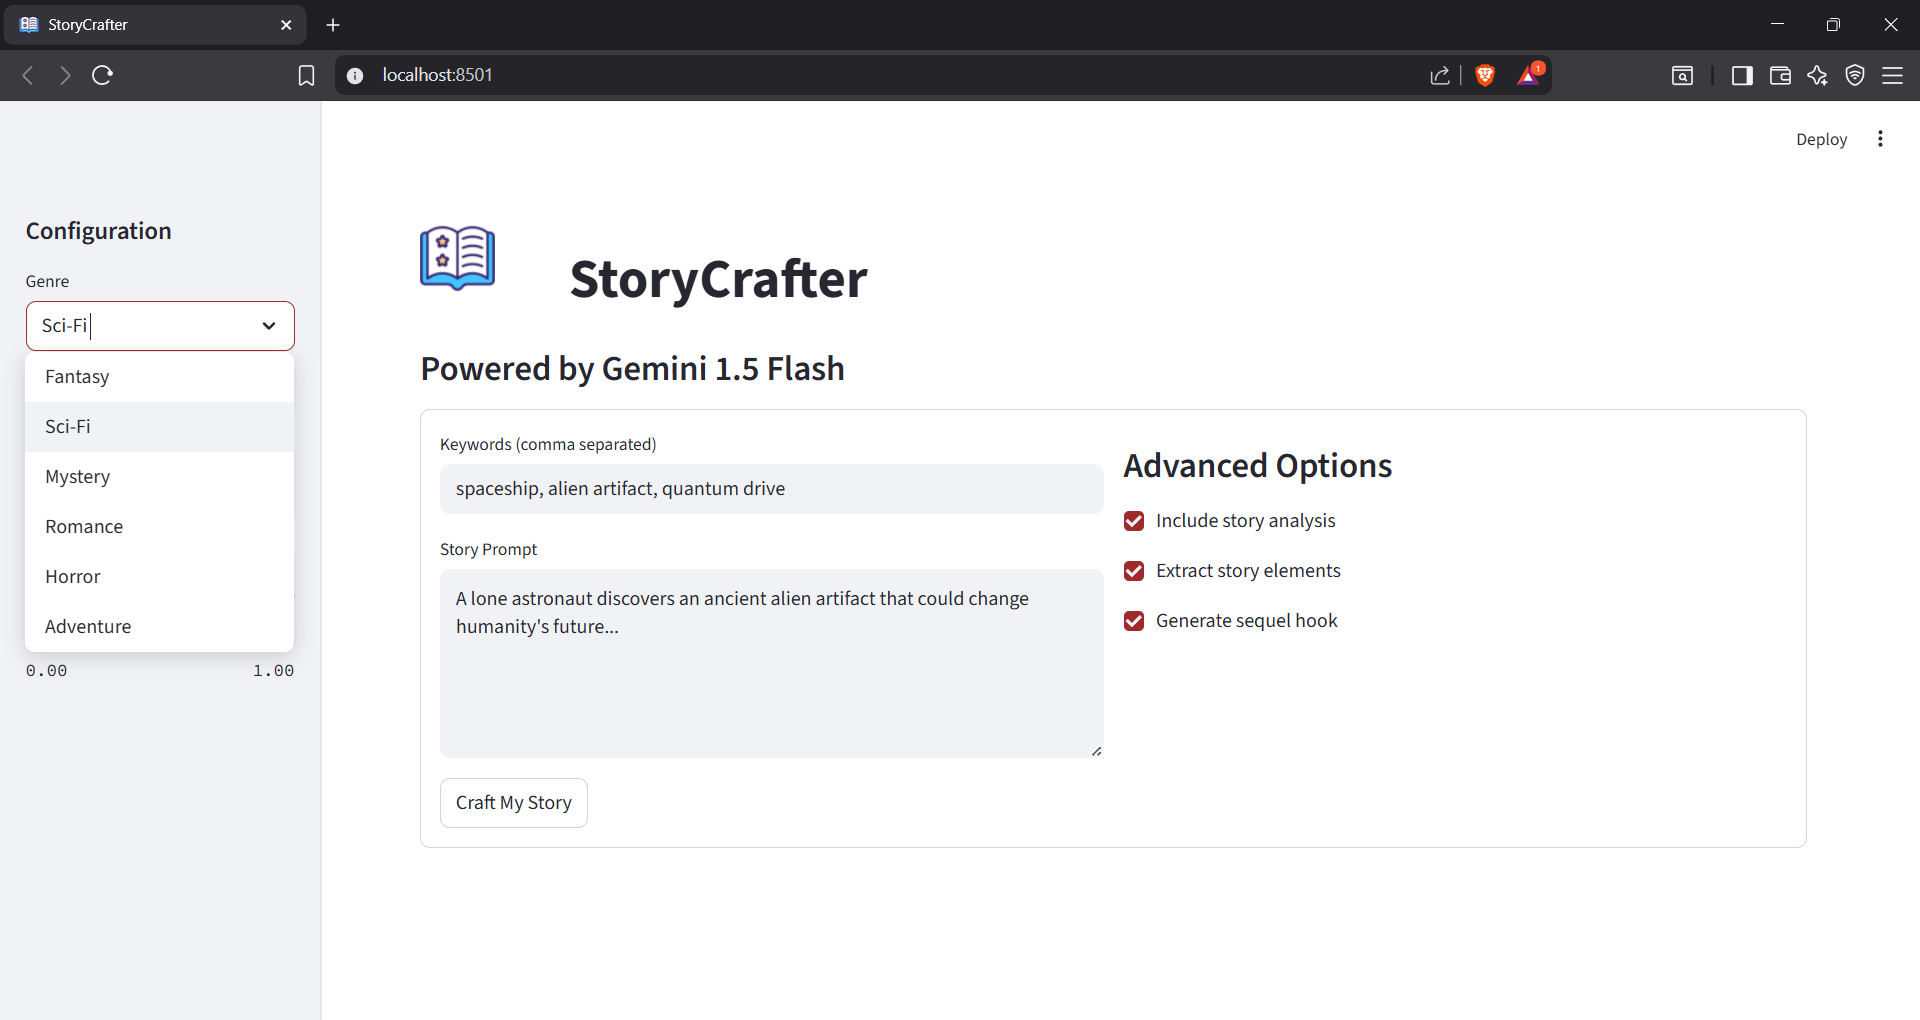 StoryCrafter
localhost:8501
1
Deploy
Configuration
Genre
Sci-Fi
Fantasy
Sci-Fi
Mystery
Romance
Horror
Adventure
0.00 1.00
StoryCrafter
Powered by Gemini 1.5 Flash
Keywords (comma separated)
spaceship, alien artifact, quantum drive
Story Prompt
A lone astronaut discovers an ancient alien artifact that could change
humanity's future...
Craft My Story
Advanced Options
Include story analysis
Extract story elements
Generate sequel hook